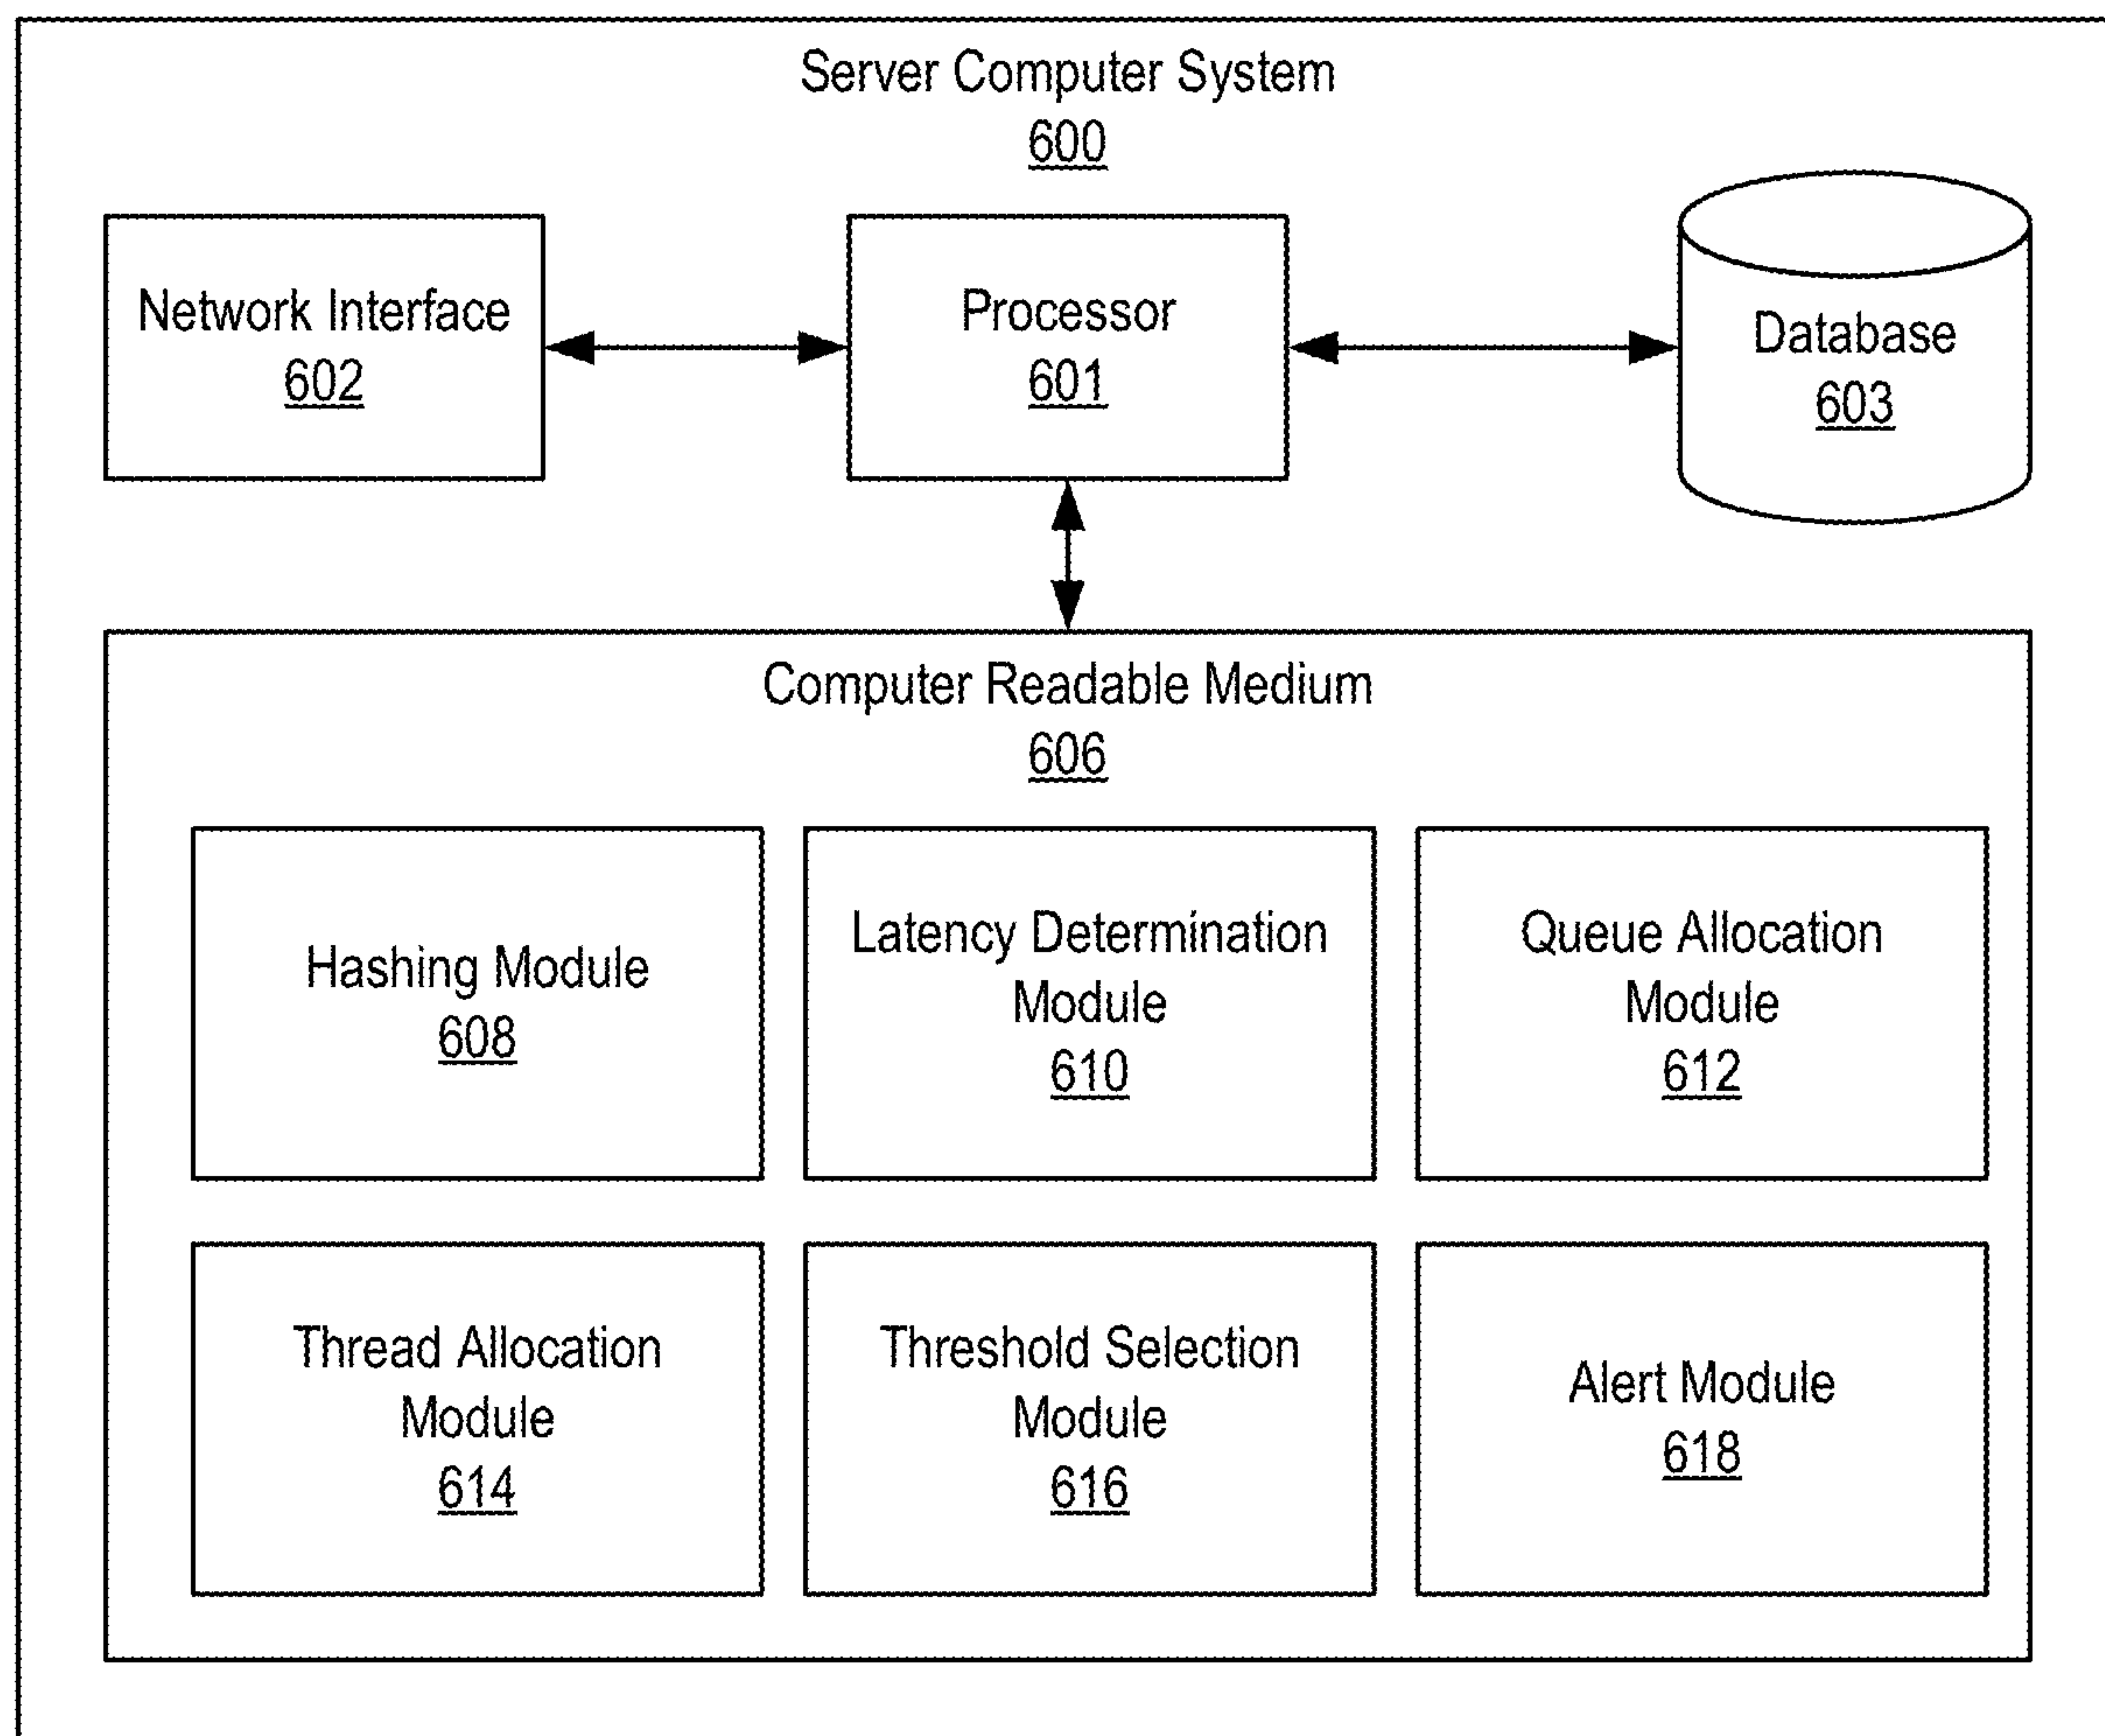 Server Computer System
600
Network Interface
602
Processor
601
Database
603
Computer Readable Medium
606
Hashing Module
608
Latency Determination
Module
610
Queue Allocation
Module
612
Thread Allocation
Module
614
Threshold Selection
Module
616
Alert Module
618